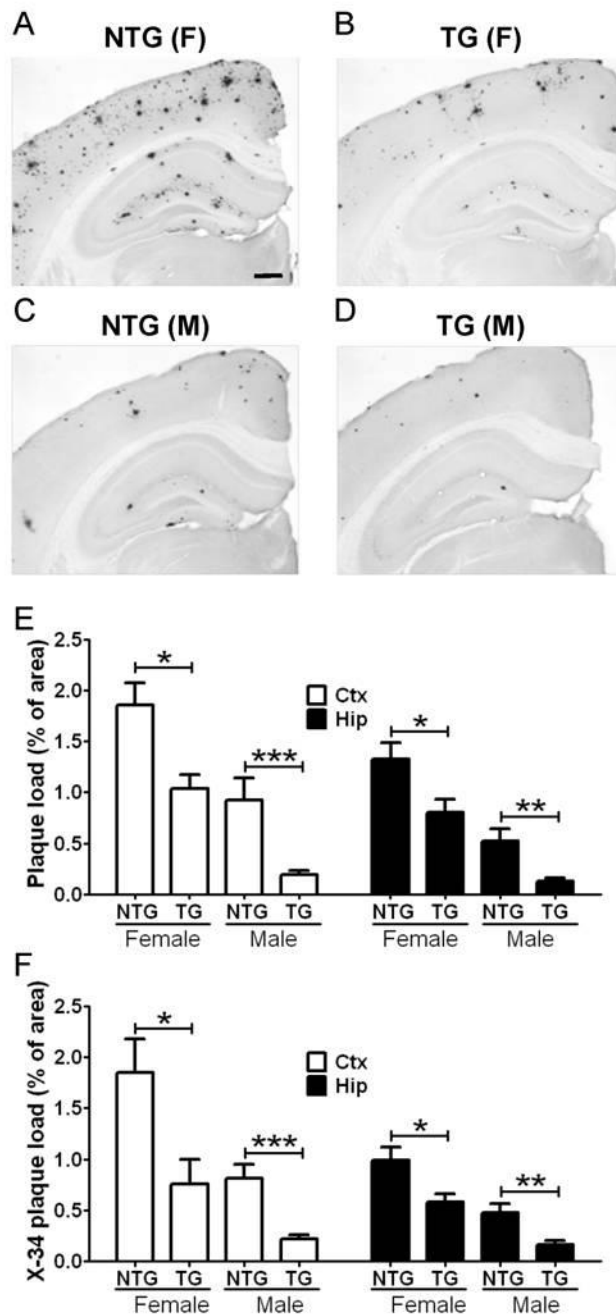 A
NTG (F)
B
TG (F)
C
NTG (M)
D
TG (M)
E
Plaque load (% of area)
2.5
2.0
1.5
1.0
0.5
0.0
*
***
*
**
Ctx
Hip
NTG TG NTG TG NTG TG NTG TG
Female Male Female Male
F
X-34 plaque load (% of area)
2.5
2.0
1.5
1.0
0.5
0.0
*
***
*
**
Ctx
Hip
NTG TG NTG TG NTG TG NTG TG
Female Male Female Male